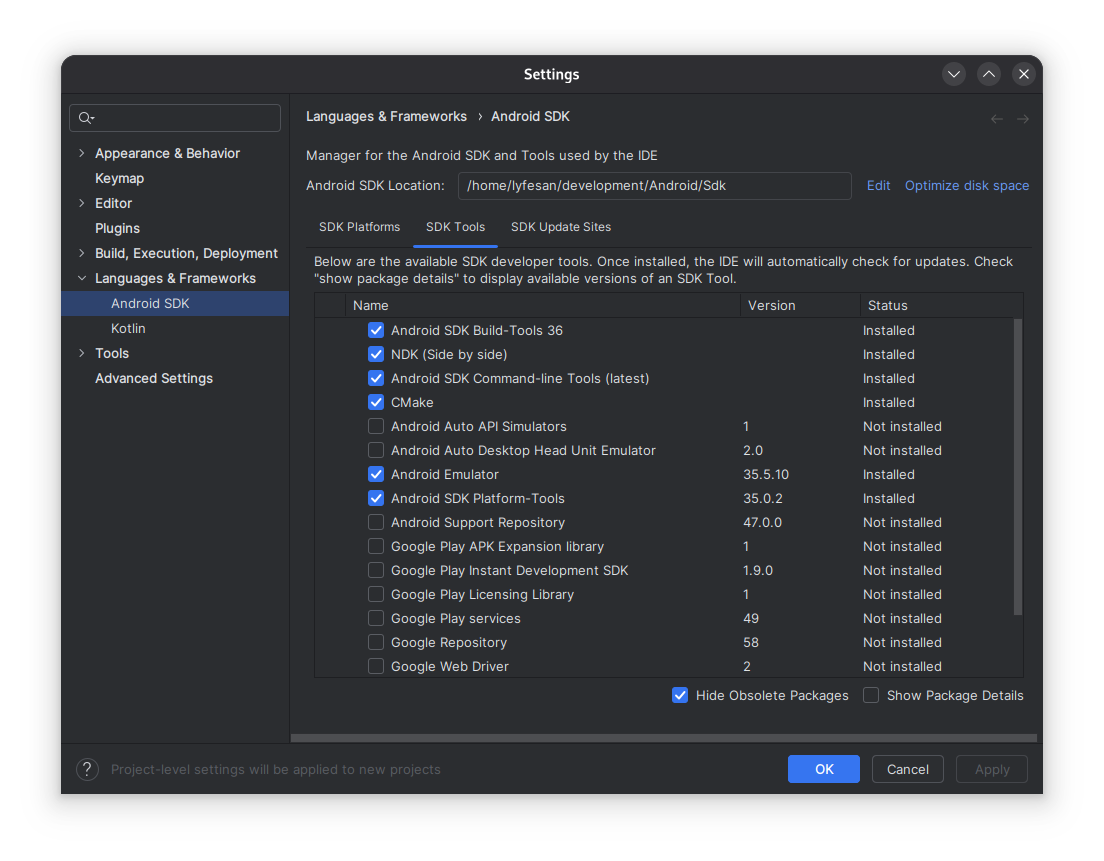 Settings
Languages & Frameworks › Android SDK
Appearance & Behavior
Keymap
Editor
Plugins
Build, Execution, Deployment
Languages & Frameworks
Android SDK
Kotlin
Tools
Advanced Settings
Manager for the Android SDK and Tools used by the IDE
Android SDK Location: /home/lyfesan/development/Android/Sdk Edit Optimize disk space
SDK Platforms SDK Tools SDK Update Sites
Below are the available SDK developer tools. Once installed, the IDE will automatically check for updates. Check
"show package details" to display available versions of an SDK Tool.
Name Version Status
Android SDK Build-Tools 36 Installed
NDK (Side by side) Installed
Android SDK Command-line Tools (latest) Installed
CMake Installed
Android Auto API Simulators 1 Not installed
Android Auto Desktop Head Unit Emulator 2.0 Not installed
Android Emulator 35.5.10 Installed
Android SDK Platform-Tools 35.0.2 Installed
Android Support Repository 47.0.0 Not installed
Google Play APK Expansion library 1 Not installed
Google Play Instant Development SDK 1.9.0 Not installed
Google Play Licensing Library 1 Not installed
Google Play services 49 Not installed
Google Repository 58 Not installed
Google Web Driver 2 Not installed
Hide Obsolete Packages Show Package Details
? Project-level settings will be applied to new projects
OK Cancel Apply